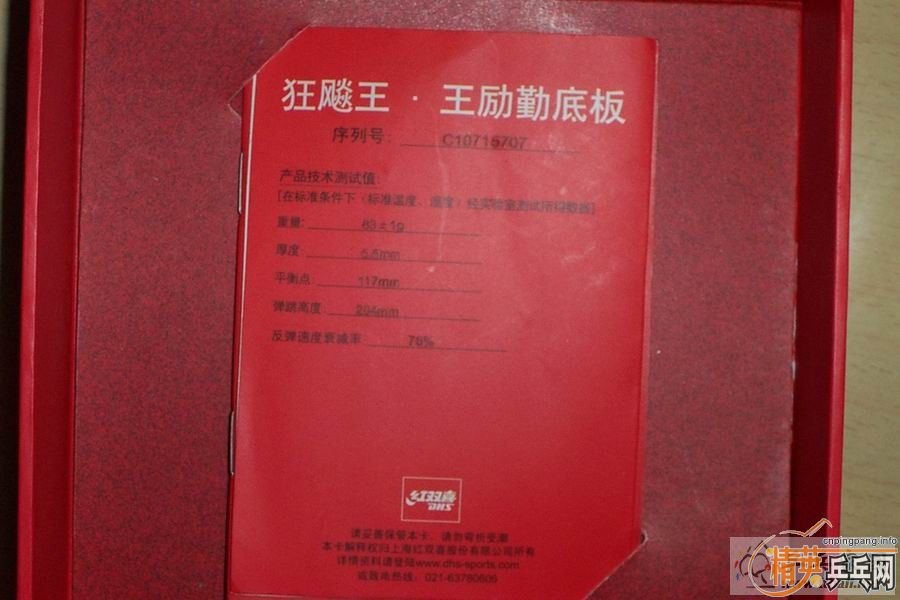 狂飚王 · 王励勤底板
序列号: C10715707
产品技术测试值:
[在标准条件下（标准温度、湿度）经实验室测试所得数据]
重量: 83±1g
厚度: 5.5mm
平衡点: 117mm
弹跳高度: 284mm
反弹速度衰减率: 75%
红双喜
DHS
请妥善保管本卡，请勿弯折受潮
本卡解释权归上海红双喜股份有限公司所有
详情资料请登陆www.dhs-sports.com
或致电热线: 021-63780606
cnpingpang.info
精英乒乓网